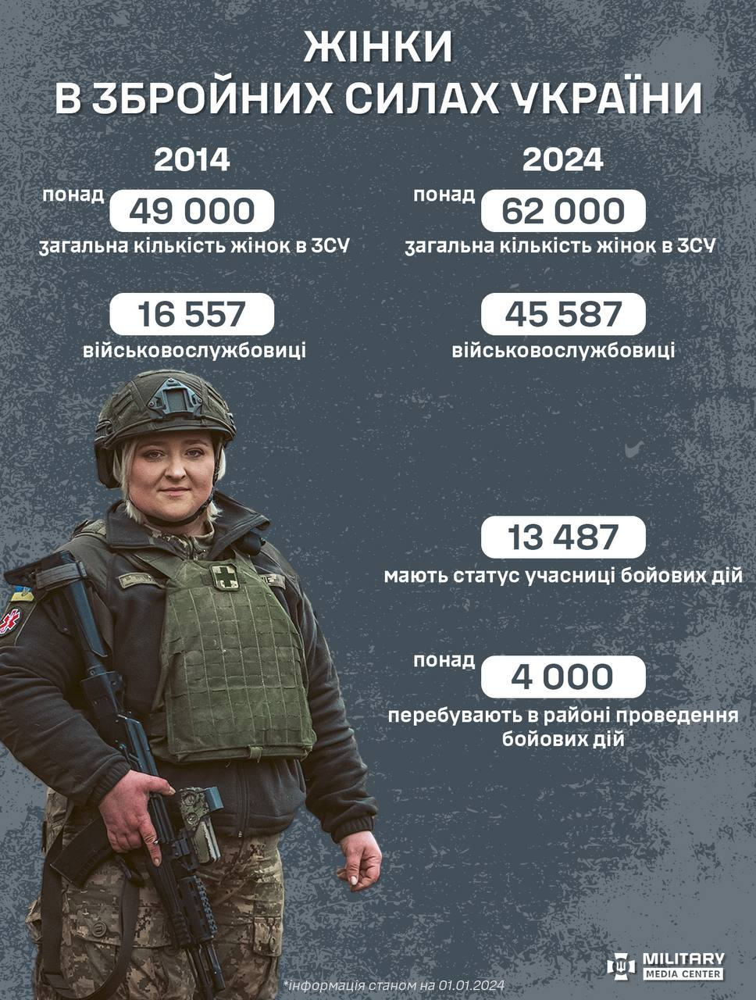 ЖІНКИ
В ЗБРОЙНИХ СИЛАХ УКРАЇНИ
2014
понад
49 000
загальна кількість жінок в ЗСУ
16 557
військовослужбовиці
2024
понад
62 000
загальна кількість жінок в ЗСУ
45 587
військовослужбовиці
13 487
мають статус учасниці бойових дій
понад
4 000
перебувають в районі проведення
бойових дій
MILITARY
MEDIA CENTER
*інформація станом на 01.01.2024